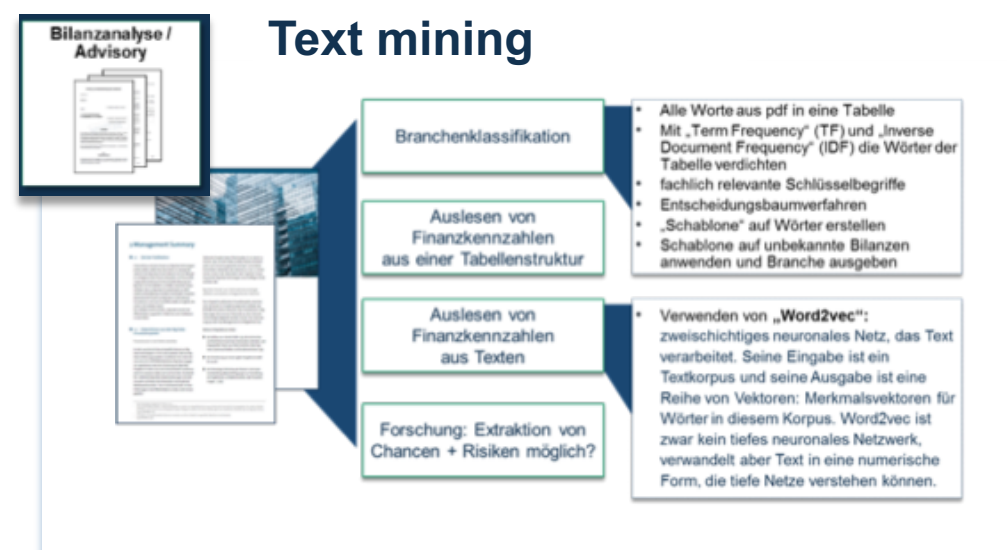 Bilanzanalyse /
Advisory
Text mining
Branchenklassifikation
• Alle Worte aus pdf in eine Tabelle
• Mit „Term Frequency“ (TF) und „Inverse
Document Frequency“ (IDF) die Wörter der
Tabelle verdichten
• fachlich relevante Schlüsselbegriffe
• Entscheidungsbaumverfahren
• „Schablone“ auf Wörter erstellen
• Schablone auf unbekannte Bilanzen
anwenden und Branche ausgeben
Auslesen von
Finanzkennzahlen
aus einer Tabellenstruktur
Auslesen von
Finanzkennzahlen
aus Texten
• Verwenden von „Word2vec“:
zweischichtiges neuronales Netz, das Text
verarbeitet. Seine Eingabe ist ein
Textkorpus und seine Ausgabe ist eine
Reihe von Vektoren: Merkmalsvektoren für
Wörter in diesem Korpus. Word2vec ist
zwar kein tiefes neuronales Netzwerk,
verwandelt aber Text in eine numerische
Form, die tiefe Netze verstehen können.
Forschung: Extraktion von
Chancen + Risiken möglich?
Management Summary